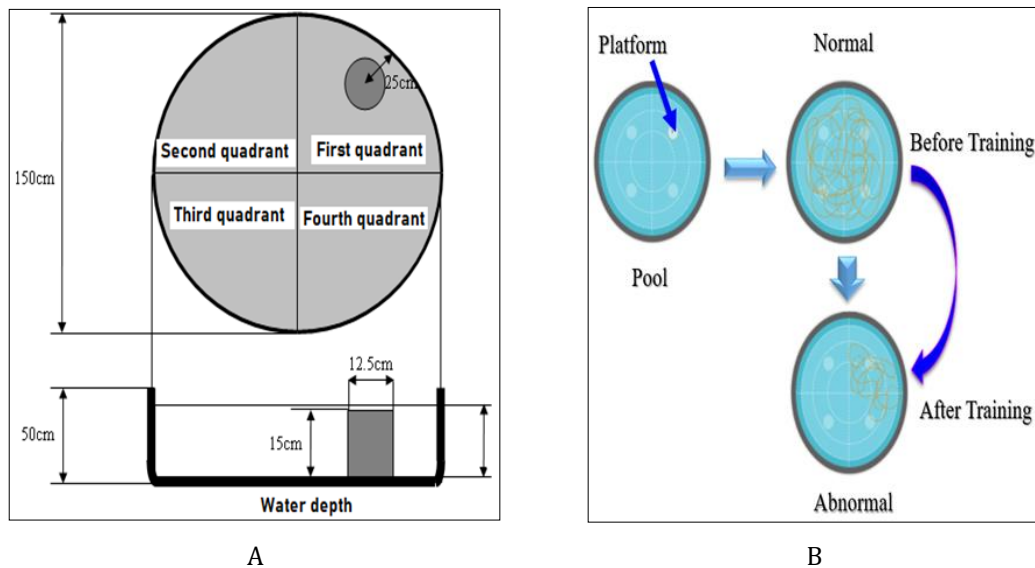 25cm
Second quadrant
First quadrant
150cm
Third quadrant
Fourth quadrant
12.5cm
50cm
15cm
Water depth
A
Platform
Normal
Before Training
Pool
After Training
Abnormal
B